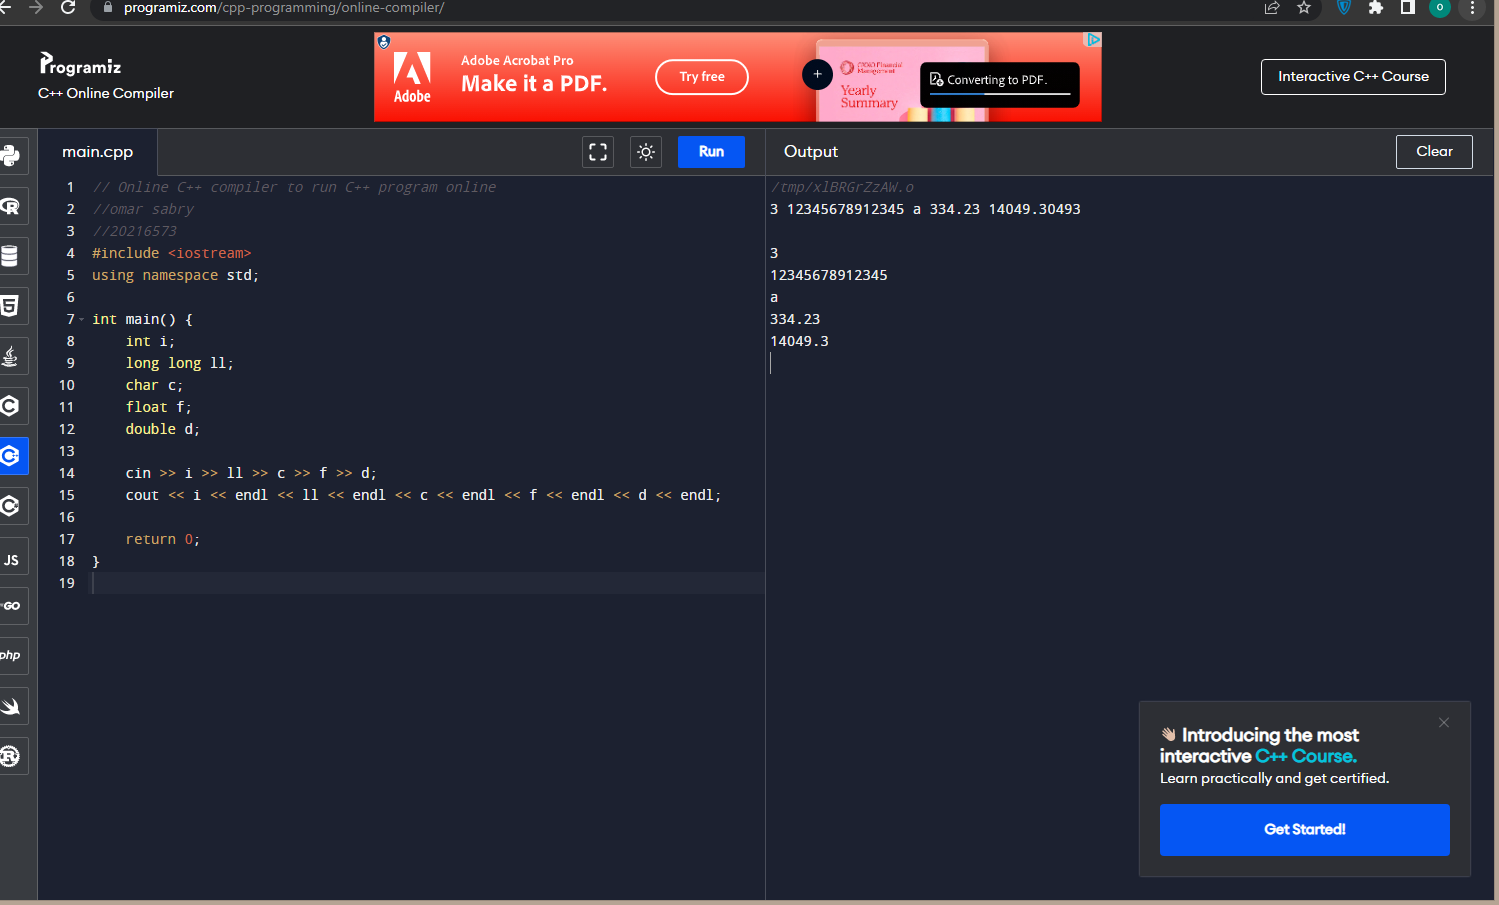 programiz.com/cpp-programming/online-compiler/
o
Programiz
C++ Online Compiler
Adobe
Adobe Acrobat Pro
Make it a PDF.
Try free
+
Financial
Management
Yearly
Summary
Converting to PDF.
Interactive C++ Course
main.cpp
Run
Output
Clear
1 // Online C++ compiler to run C++ program online
2 //omar sabry
3 //20216573
4 #include <iostream>
5 using namespace std;
6
7 int main() {
8 int i;
9 long long ll;
10 char c;
11 float f;
12 double d;
13
14 cin >> i >> ll >> c >> f >> d;
15 cout << i << endl << ll << endl << c << endl << f << endl << d << endl;
16
17 return 0;
18 }
19
/tmp/xlBRGrZzAW.o
3 12345678912345 a 334.23 14049.30493
3
12345678912345
a
334.23
14049.3
R
5
C
C
C
JS
GO
php
R
👋 Introducing the most
interactive C++ Course.
Learn practically and get certified.
Get Started!